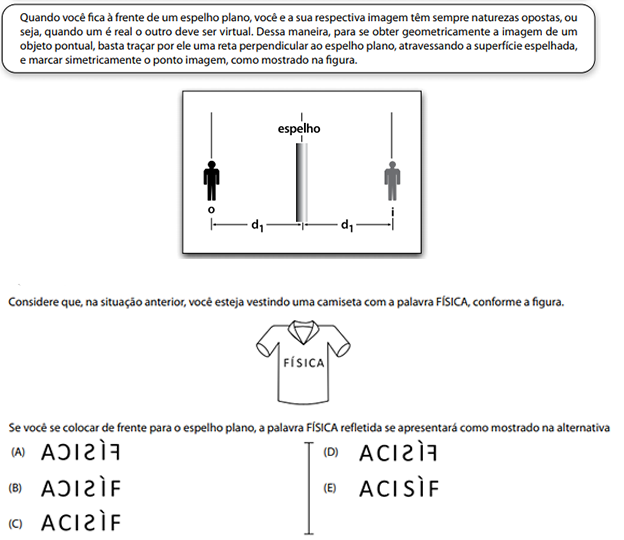 Quando você fica à frente de um espelho plano, você e a sua respectiva imagem têm sempre naturezas opostas, ou
seja, quando um é real o outro deve ser virtual. Dessa maneira, para se obter geometricamente a imagem de um
objeto pontual, basta traçar por ele uma reta perpendicular ao espelho plano, atravessando a superfície espelhada,
e marcar simetricamente o ponto imagem, como mostrado na figura.
espelho
o
i
d1
d1
Considere que, na situação anterior, você esteja vestindo uma camiseta com a palavra FÍSICA, conforme a figura.
FÍSICA
Se você se colocar de frente para o espelho plano, a palavra FÍSICA refletida se apresentará como mostrado na alternativa
(A) AƆIƧÌꟻ
(B) AƆIƧÌF
(C) ACIƧÌF
(D) ACIƧÌꟻ
(E) ACISÌF